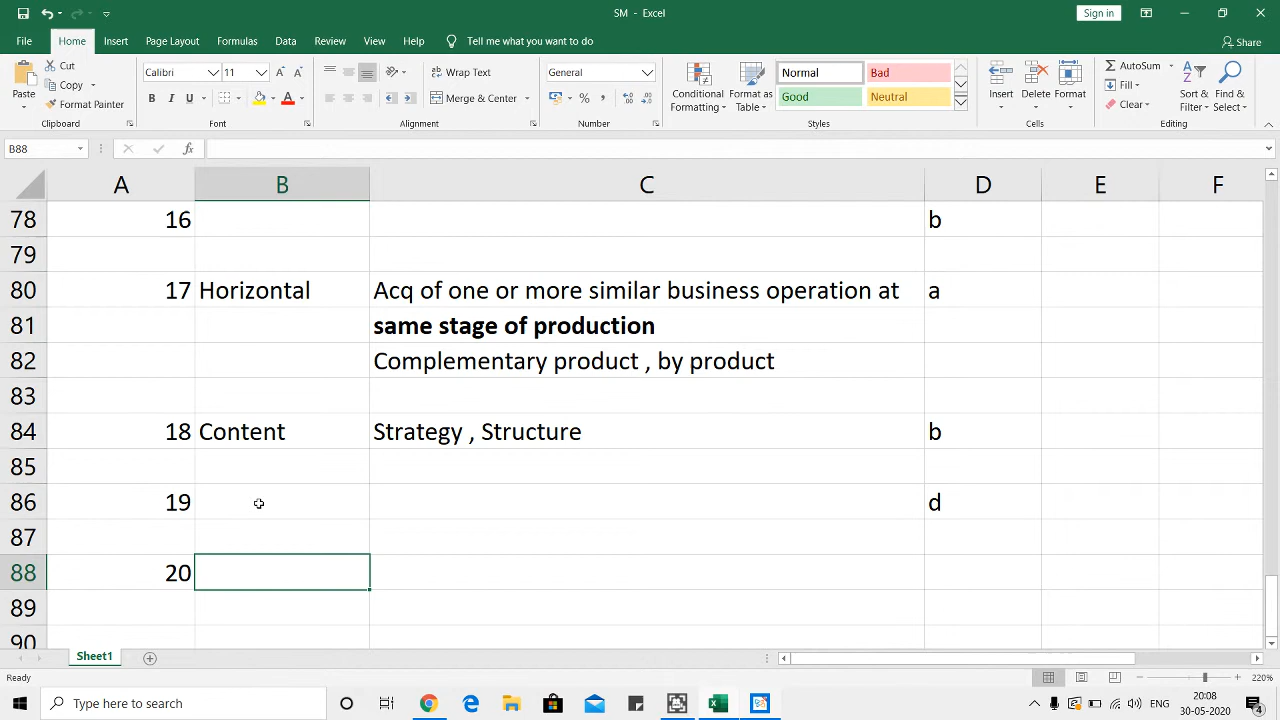 SM - Excel
Sign in
File Home Insert Page Layout Formulas Data Review View Help Tell me what you want to do Share
Paste Cut Copy Format Painter Clipboard
Calibri 11 B I U A Font
Wrap Text Merge & Center Alignment
General % , Number
Conditional Formatting Format as Table Normal Bad Good Neutral Styles
Insert Delete Format Cells
AutoSum Fill Clear Sort & Filter Find & Select Editing
B88 fx
A B C D E F
78 16 b
79
80 17 Horizontal Acq of one or more similar business operation at a
81 same stage of production
82 Complementary product , by product
83
84 18 Content Strategy , Structure b
85
86 19 d
87
88 20
89
90
Sheet1
Ready 220%
Type here to search ENG 20:08 30-05-2020 4